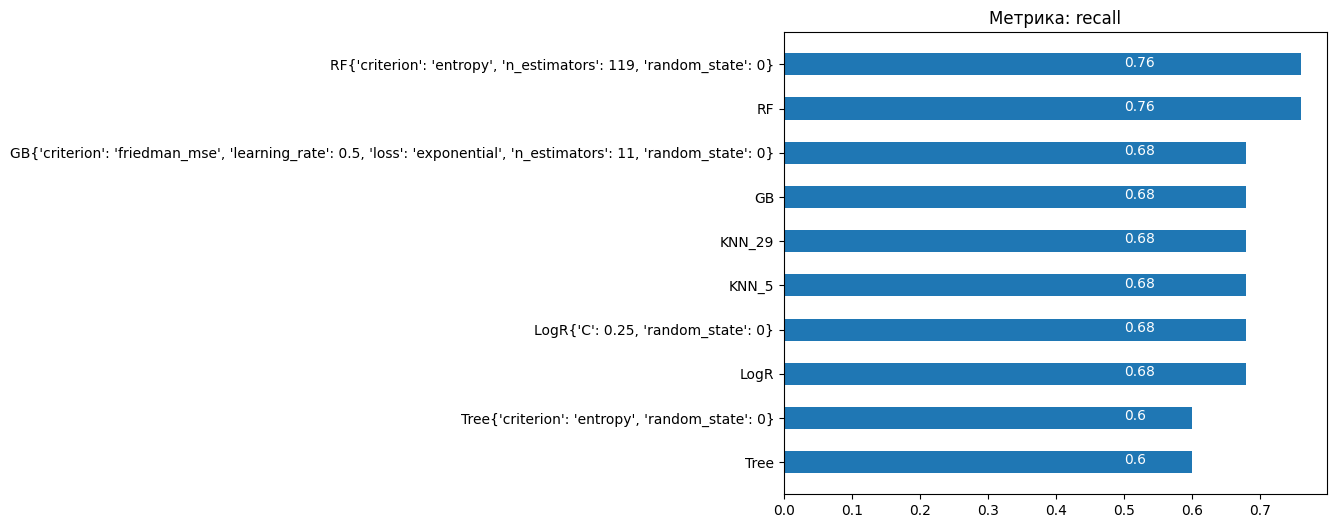 Метрика: recall
RF{'criterion': 'entropy', 'n_estimators': 119, 'random_state': 0}
0.76
RF
0.76
GB{'criterion': 'friedman_mse', 'learning_rate': 0.5, 'loss': 'exponential', 'n_estimators': 11, 'random_state': 0}
0.68
GB
0.68
KNN_29
0.68
KNN_5
0.68
LogR{'C': 0.25, 'random_state': 0}
0.68
LogR
0.68
Tree{'criterion': 'entropy', 'random_state': 0}
0.6
Tree
0.6
0.0 0.1 0.2 0.3 0.4 0.5 0.6 0.7